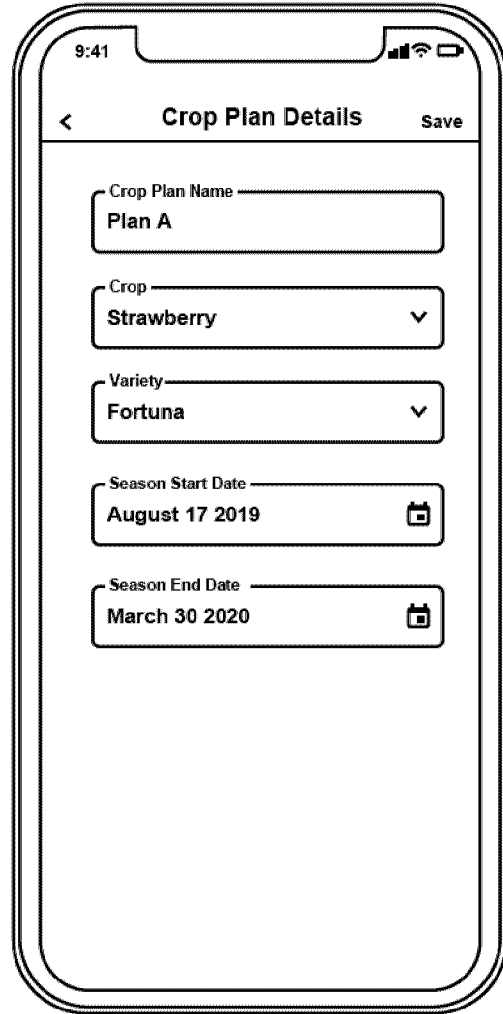 9:41
Crop Plan Details
Save
Crop Plan Name
Plan A
Crop
Strawberry
Variety
Fortuna
Season Start Date
August 17 2019
Season End Date
March 30 2020